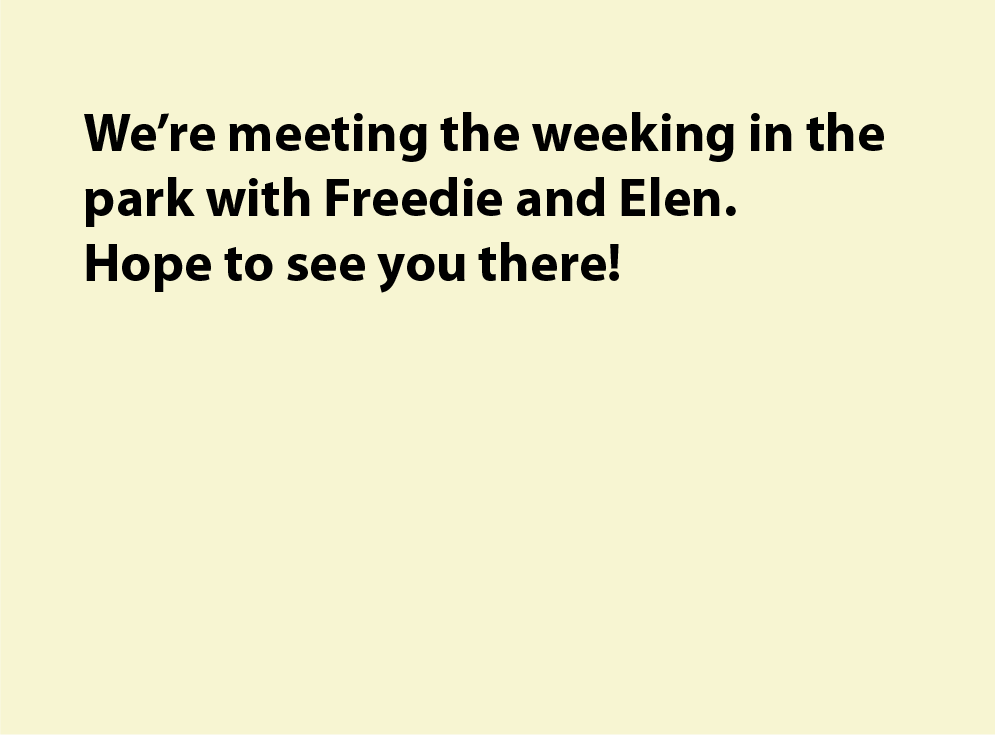 We’re meeting the weeking in the
park with Freedie and Elen.
Hope to see you there!